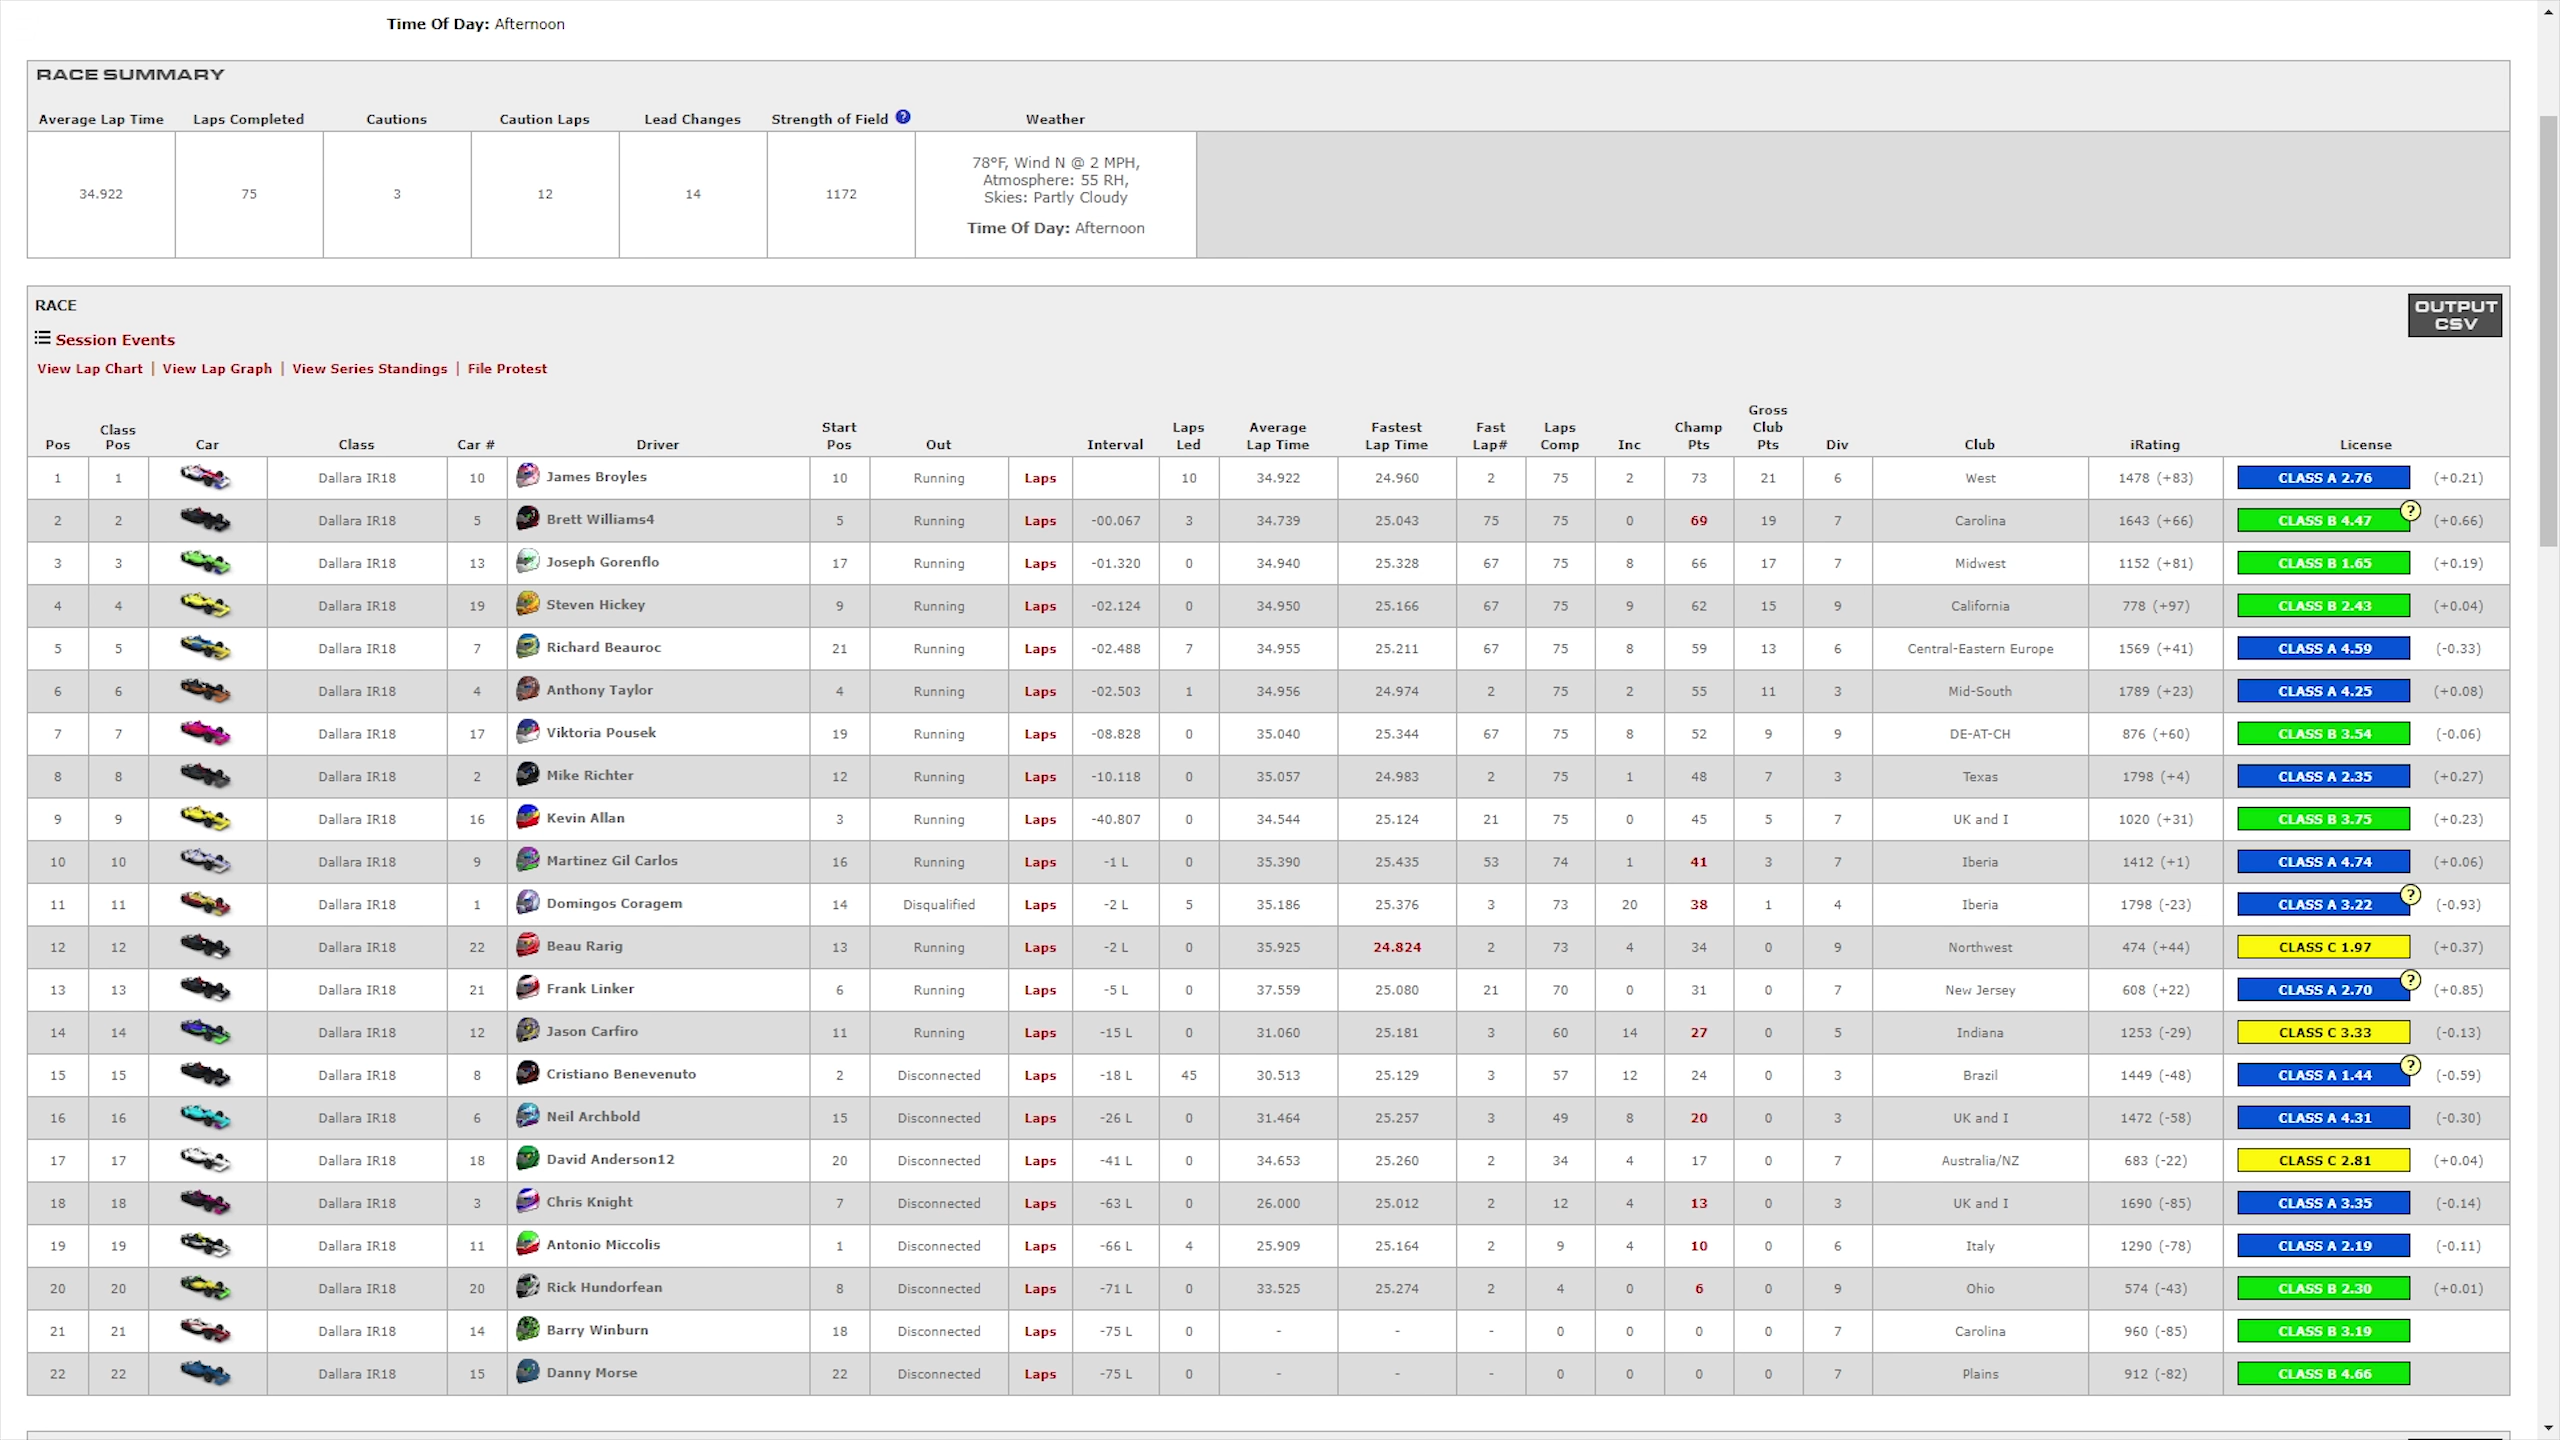 Time Of Day: Afternoon
RACE SUMMARY
Average Lap Time Laps Completed Cautions Caution Laps Lead Changes Strength of Field ? Weather
34.922 75 3 12 14 1172 78°F, Wind N @ 2 MPH,
Atmosphere: 55 RH,
Skies: Partly Cloudy
Time Of Day: Afternoon
RACE
OUTPUT CSV
Session Events
View Lap Chart | View Lap Graph | View Series Standings | File Protest
Pos Class Pos Car Class Car # Driver Start Pos Out Interval Laps Led Average Lap Time Fastest Lap Time Fast Lap# Laps Comp Inc Champ Pts Gross Club Pts Div Club iRating License
1 1 Dallara IR18 10 James Broyles 10 Running Laps 10 34.922 24.960 2 75 2 73 21 6 West 1478 (+83) CLASS A 2.76 (+0.21)
2 2 Dallara IR18 5 Brett Williams4 5 Running Laps -00.067 3 34.739 25.043 75 75 0 69 19 7 Carolina 1643 (+66) CLASS B 4.47 ? (+0.66)
3 3 Dallara IR18 13 Joseph Gorenflo 17 Running Laps -01.320 0 34.940 25.328 67 75 8 66 17 7 Midwest 1152 (+81) CLASS B 1.65 (+0.19)
4 4 Dallara IR18 19 Steven Hickey 9 Running Laps -02.124 0 34.950 25.166 67 75 9 62 15 9 California 778 (+97) CLASS B 2.43 (+0.04)
5 5 Dallara IR18 7 Richard Beauroc 21 Running Laps -02.488 7 34.955 25.211 67 75 8 59 13 6 Central-Eastern Europe 1569 (+41) CLASS A 4.59 (-0.33)
6 6 Dallara IR18 4 Anthony Taylor 4 Running Laps -02.503 1 34.956 24.974 2 75 2 55 11 3 Mid-South 1789 (+23) CLASS A 4.25 (+0.08)
7 7 Dallara IR18 17 Viktoria Pousek 19 Running Laps -08.828 0 35.040 25.344 67 75 8 52 9 9 DE-AT-CH 876 (+60) CLASS B 3.54 (-0.06)
8 8 Dallara IR18 2 Mike Richter 12 Running Laps -10.118 0 35.057 24.983 2 75 1 48 7 3 Texas 1798 (+4) CLASS A 2.35 (+0.27)
9 9 Dallara IR18 16 Kevin Allan 3 Running Laps -40.807 0 34.544 25.124 21 75 0 45 5 7 UK and I 1020 (+31) CLASS B 3.75 (+0.23)
10 10 Dallara IR18 9 Martinez Gil Carlos 16 Running Laps -1 L 0 35.390 25.435 53 74 1 41 3 7 Iberia 1412 (+1) CLASS A 4.74 (+0.06)
11 11 Dallara IR18 1 Domingos Coragem 14 Disqualified Laps -2 L 5 35.186 25.376 3 73 20 38 1 4 Iberia 1798 (-23) CLASS A 3.22 ? (-0.93)
12 12 Dallara IR18 22 Beau Rarig 13 Running Laps -2 L 0 35.925 24.824 2 73 4 34 0 9 Northwest 474 (+44) CLASS C 1.97 (+0.37)
13 13 Dallara IR18 21 Frank Linker 6 Running Laps -5 L 0 37.559 25.080 21 70 0 31 0 7 New Jersey 608 (+22) CLASS A 2.70 ? (+0.85)
14 14 Dallara IR18 12 Jason Carfiro 11 Running Laps -15 L 0 31.060 25.181 3 60 14 27 0 5 Indiana 1253 (-29) CLASS C 3.33 (-0.13)
15 15 Dallara IR18 8 Cristiano Benevenuto 2 Disconnected Laps -18 L 45 30.513 25.129 3 57 12 24 0 3 Brazil 1449 (-48) CLASS A 1.44 ? (-0.59)
16 16 Dallara IR18 6 Neil Archbold 15 Disconnected Laps -26 L 0 31.464 25.257 3 49 8 20 0 3 UK and I 1472 (-58) CLASS A 4.31 (-0.30)
17 17 Dallara IR18 18 David Anderson12 20 Disconnected Laps -41 L 0 34.653 25.260 2 34 4 17 0 7 Australia/NZ 683 (-22) CLASS C 2.81 (+0.04)
18 18 Dallara IR18 3 Chris Knight 7 Disconnected Laps -63 L 0 26.000 25.012 2 12 4 13 0 3 UK and I 1690 (-85) CLASS A 3.35 (-0.14)
19 19 Dallara IR18 11 Antonio Miccolis 1 Disconnected Laps -66 L 4 25.909 25.164 2 9 4 10 0 6 Italy 1290 (-78) CLASS A 2.19 (-0.11)
20 20 Dallara IR18 20 Rick Hundorfean 8 Disconnected Laps -71 L 0 33.525 25.274 2 4 0 6 0 9 Ohio 574 (-43) CLASS B 2.30 (+0.01)
21 21 Dallara IR18 14 Barry Winburn 18 Disconnected Laps -75 L 0 - - - 0 0 0 0 7 Carolina 960 (-85) CLASS B 3.19
22 22 Dallara IR18 15 Danny Morse 22 Disconnected Laps -75 L 0 - - - 0 0 0 0 7 Plains 912 (-82) CLASS B 4.66